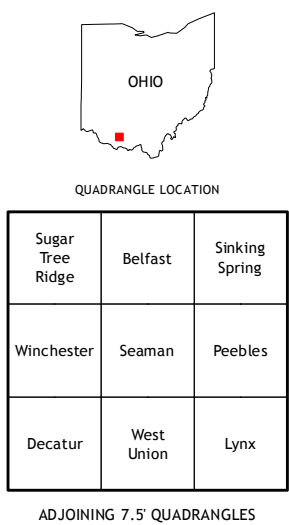 OHIO
QUADRANGLE LOCATION
Sugar
Tree
Ridge
Belfast
Sinking
Spring
Winchester
Seaman
Peebles
Decatur
West
Union
Lynx
ADJOINING 7.5' QUADRANGLES